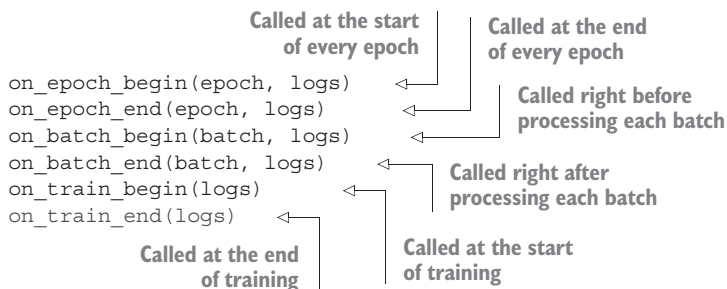 Called at the start
of every epoch
Called at the end
of every epoch
on_epoch_begin(epoch, logs)
on_epoch_end(epoch, logs)
on_batch_begin(batch, logs)
on_batch_end(batch, logs)
on_train_begin(logs)
on_train_end(logs)
Called right before
processing each batch
Called right after
processing each batch
Called at the end
of training
Called at the start
of training